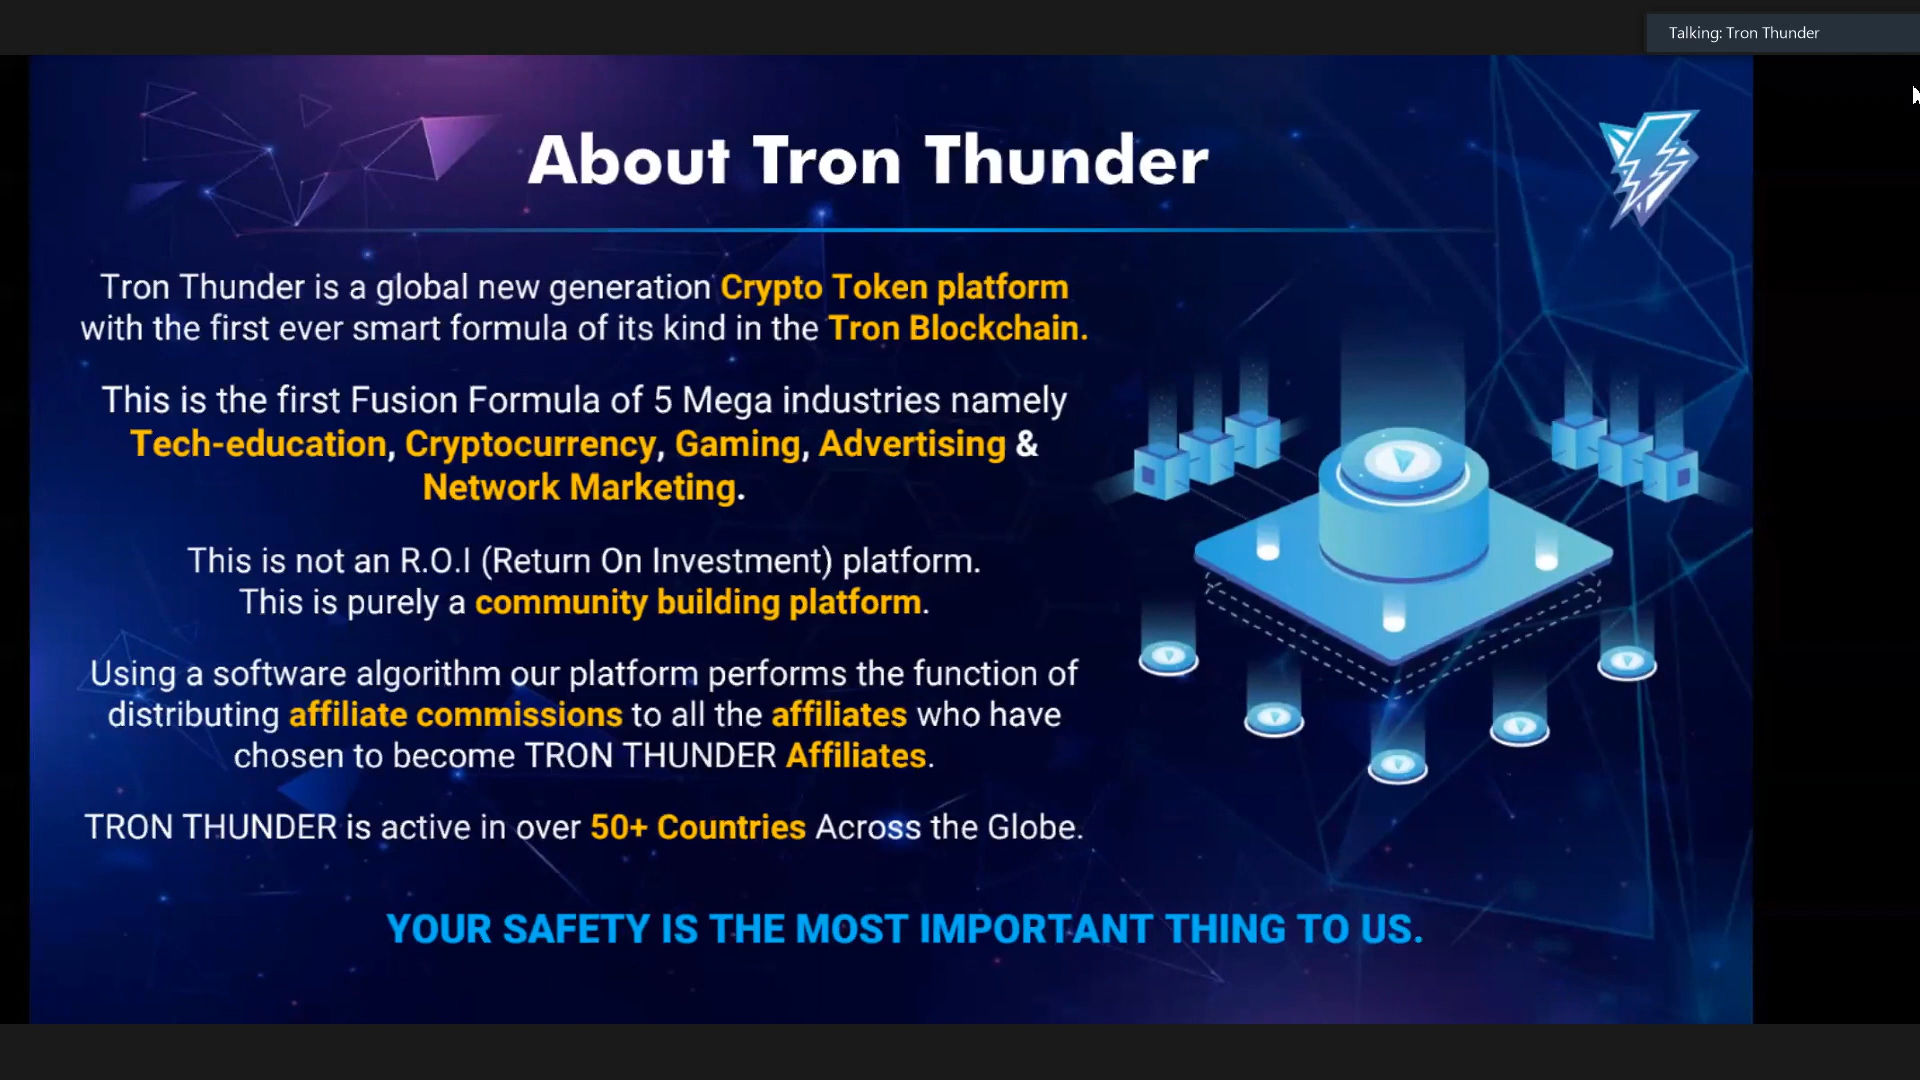 Talking: Tron Thunder
About Tron Thunder
Tron Thunder is a global new generation Crypto Token platform
with the first ever smart formula of its kind in the Tron Blockchain.
This is the first Fusion Formula of 5 Mega industries namely
Tech-education, Cryptocurrency, Gaming, Advertising &
Network Marketing.
This is not an R.O.I (Return On Investment) platform.
This is purely a community building platform.
Using a software algorithm our platform performs the function of
distributing affiliate commissions to all the affiliates who have
chosen to become TRON THUNDER Affiliates.
TRON THUNDER is active in over 50+ Countries Across the Globe.
YOUR SAFETY IS THE MOST IMPORTANT THING TO US.